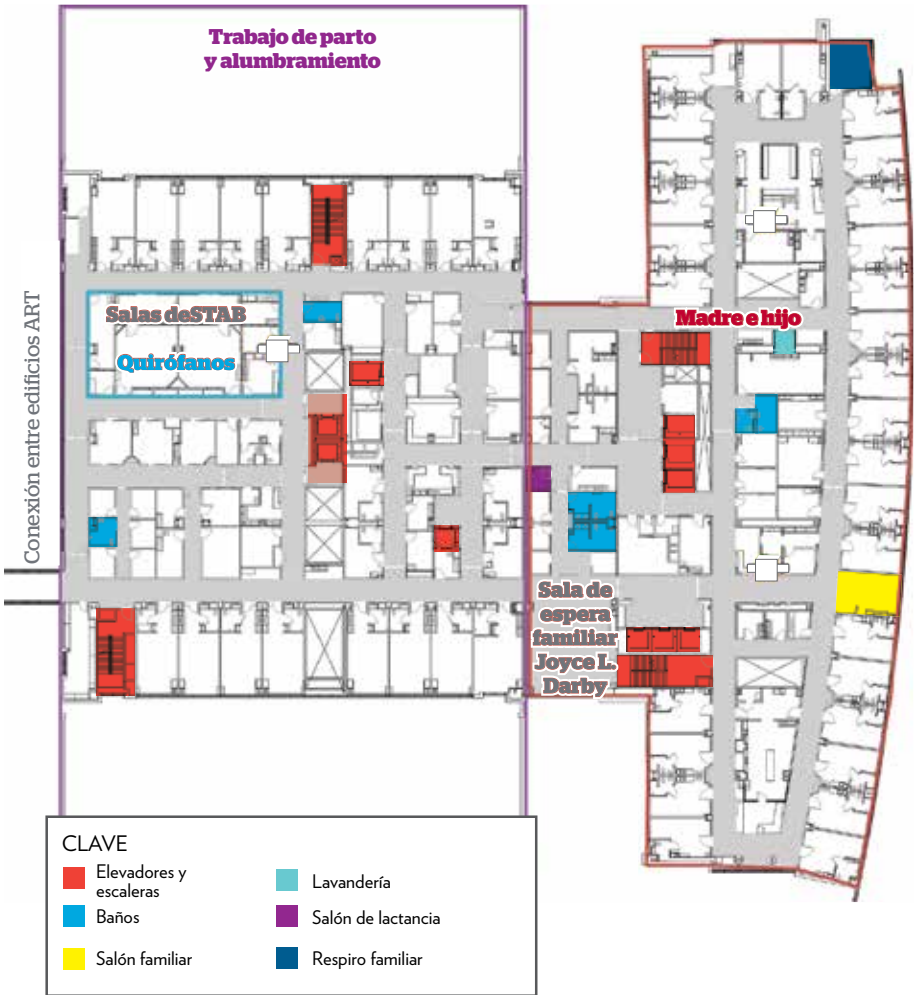 Trabajo de parto
y alumbramiento
Conexión entre edificios ART
Salas deSTAB
Quirófanos
Madre e hijo
Sala de
espera
familiar
Joyce L.
Darby
CLAVE
Elevadores y
escaleras
Baños
Salón familiar
Lavandería
Salón de lactancia
Respiro familiar